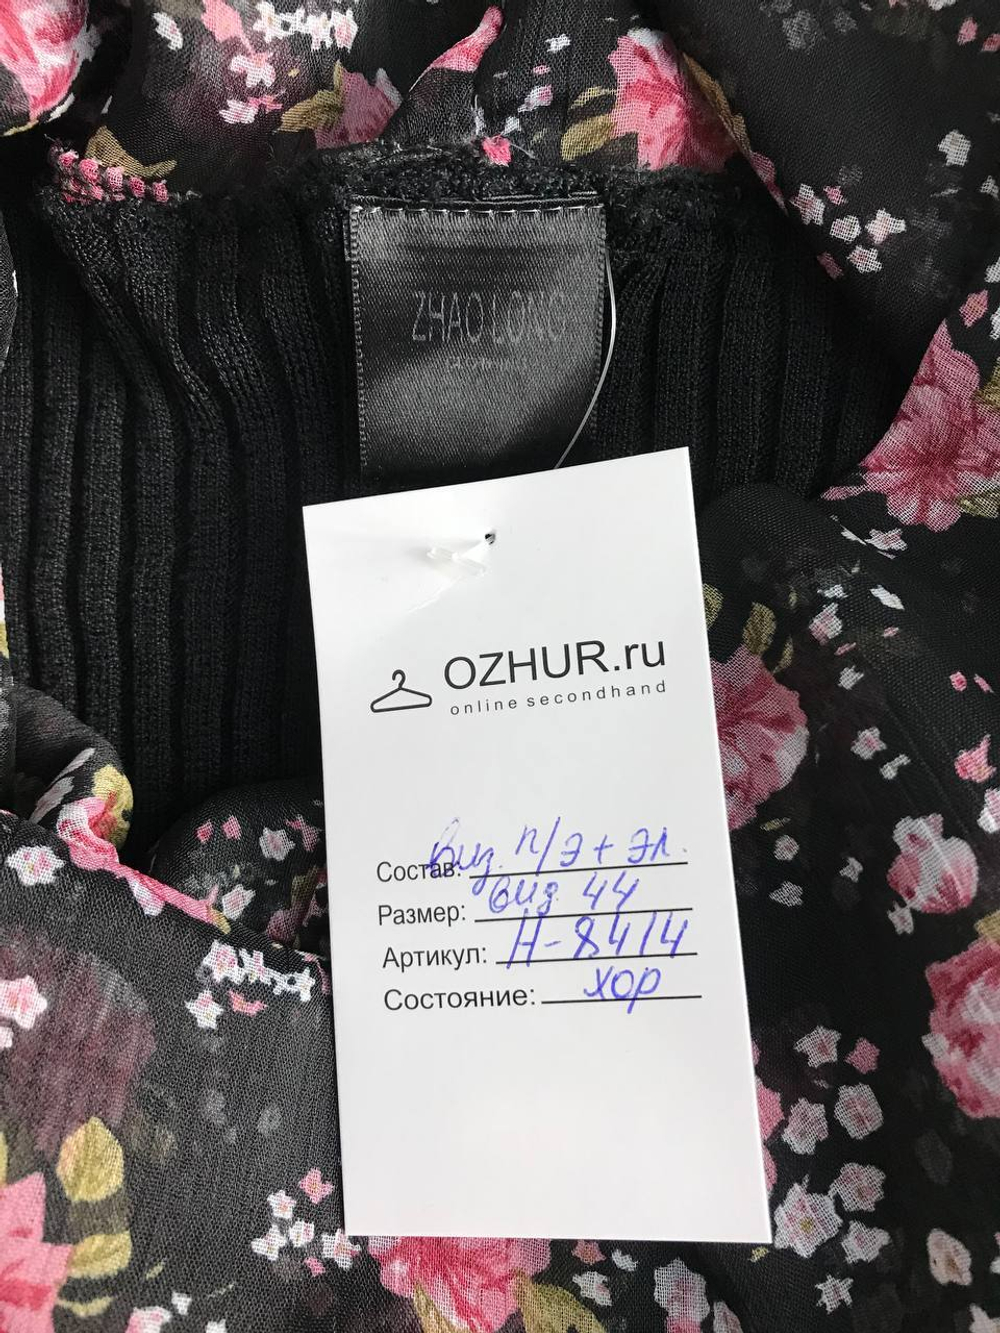 ZHAO LONG
OZHUR.ru
online secondhand
Состав: виз. п/э + эл.
Размер: виз. 44
Артикул: Н-8414
Состояние: хор